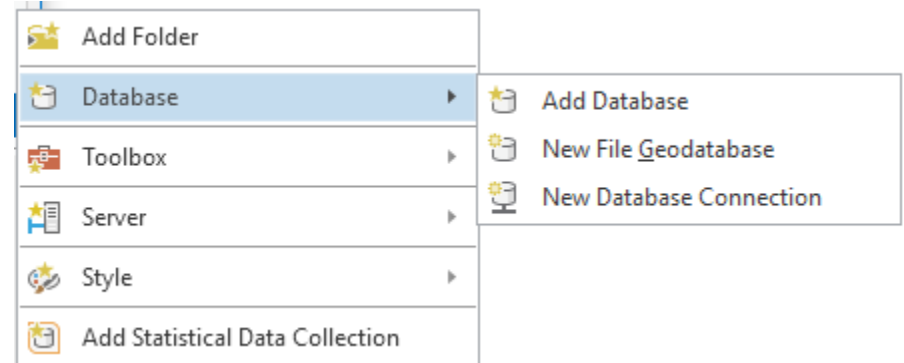 Add Folder
Database
Toolbox
Server
Style
Add Statistical Data Collection
Add Database
New File Geodatabase
New Database Connection